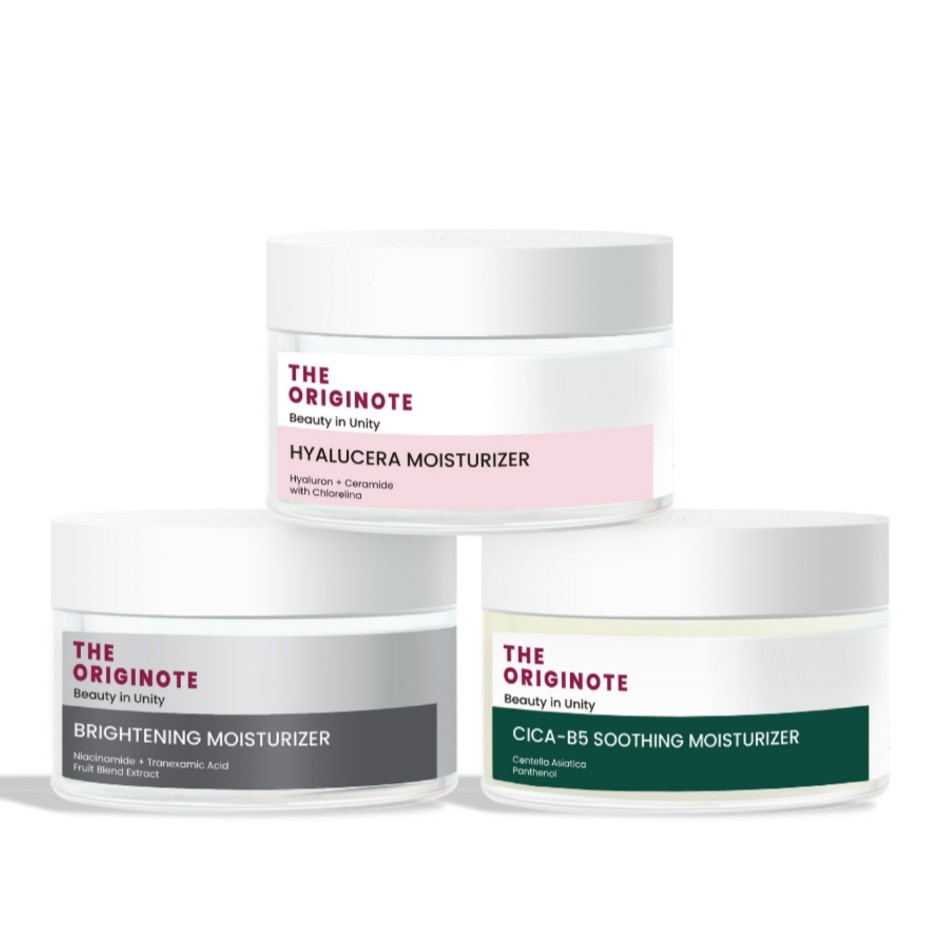 THE
ORIGINOTE
Beauty in Unity
HYALUCERA MOISTURIZER
Hyaluron + Ceramide
with Chlorelina
THE
ORIGINOTE
Beauty in Unity
BRIGHTENING MOISTURIZER
Niacinamide + Tranexamic Acid
Fruit Blend Extract
THE
ORIGINOTE
Beauty in Unity
CICA-B5 SOOTHING MOISTURIZER
Centella Asiatica
Panthenol